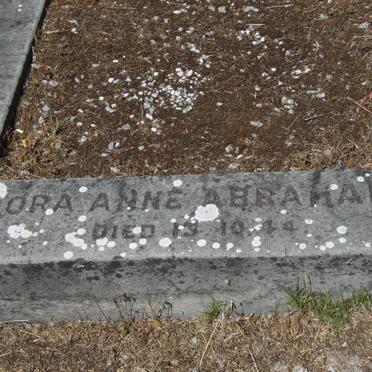 ORA ANNE ABRAHA
DIED 13.10.44